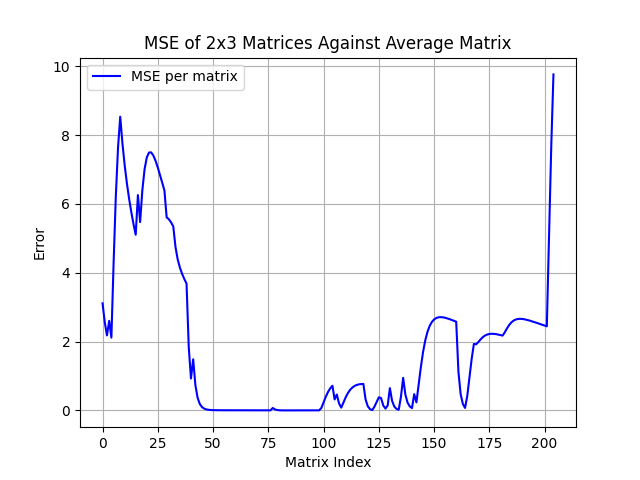 MSE of 2x3 Matrices Against Average Matrix
MSE per matrix
Error
10
8
6
4
2
0
0 25 50 75 100 125 150 175 200
Matrix Index